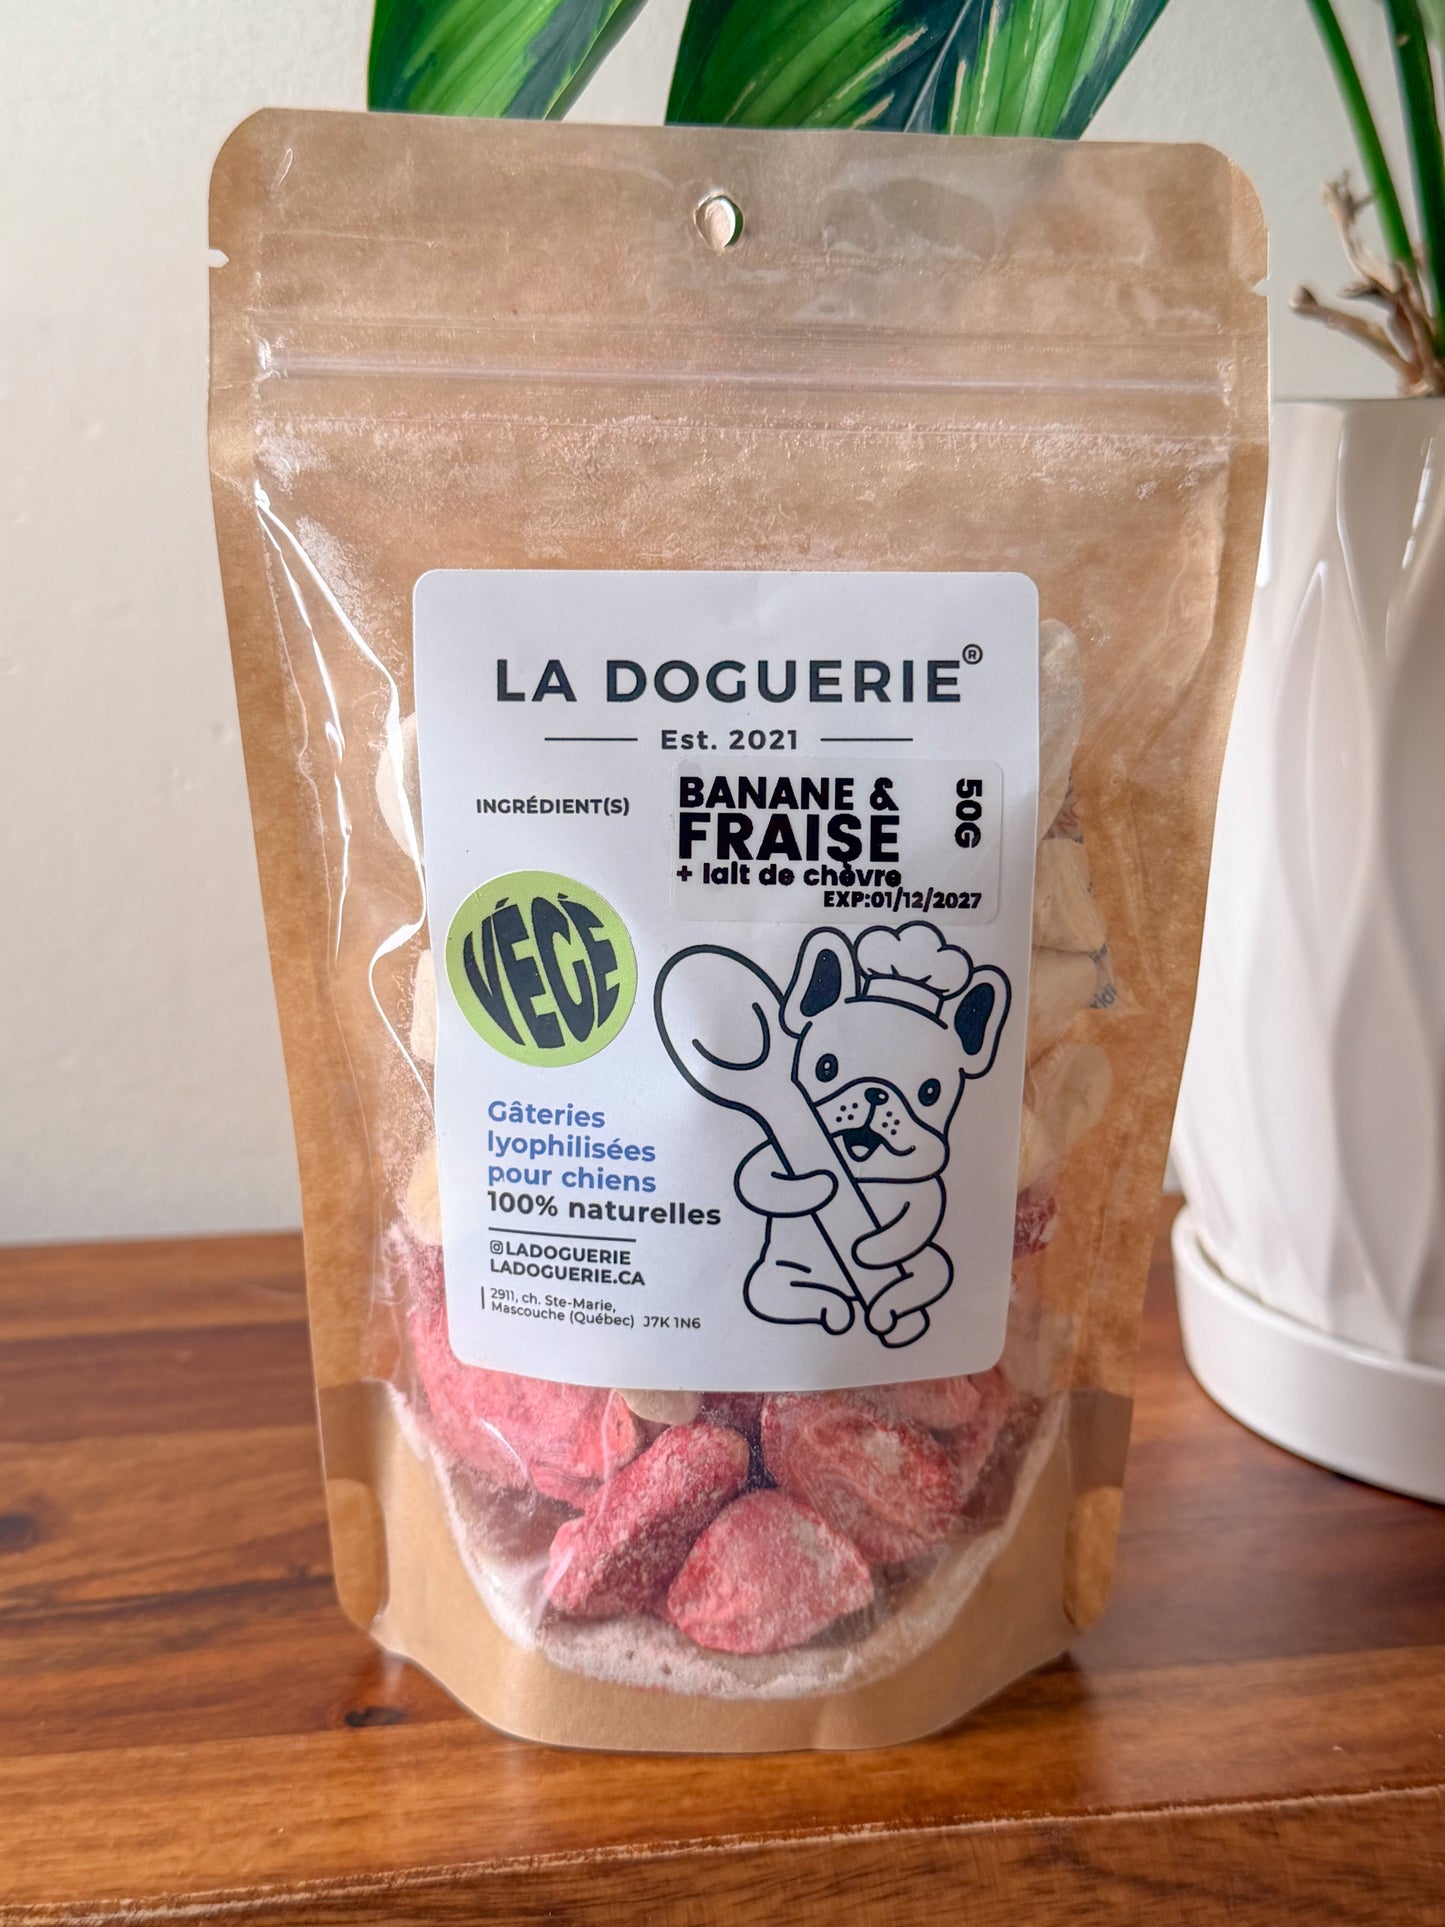 LA DOGUERIE®
Est. 2021
INGRÉDIENT(S)
BANANE &
FRAISE
+ lait de chèvre
EXP:01/12/2027
50G
VÉGÉ
Gâteries
lyophilisées
pour chiens
100% naturelles
LADOGUERIE
LADOGUERIE.CA
2911, ch. Ste-Marie,
Mascouche (Québec) J7K 1N6